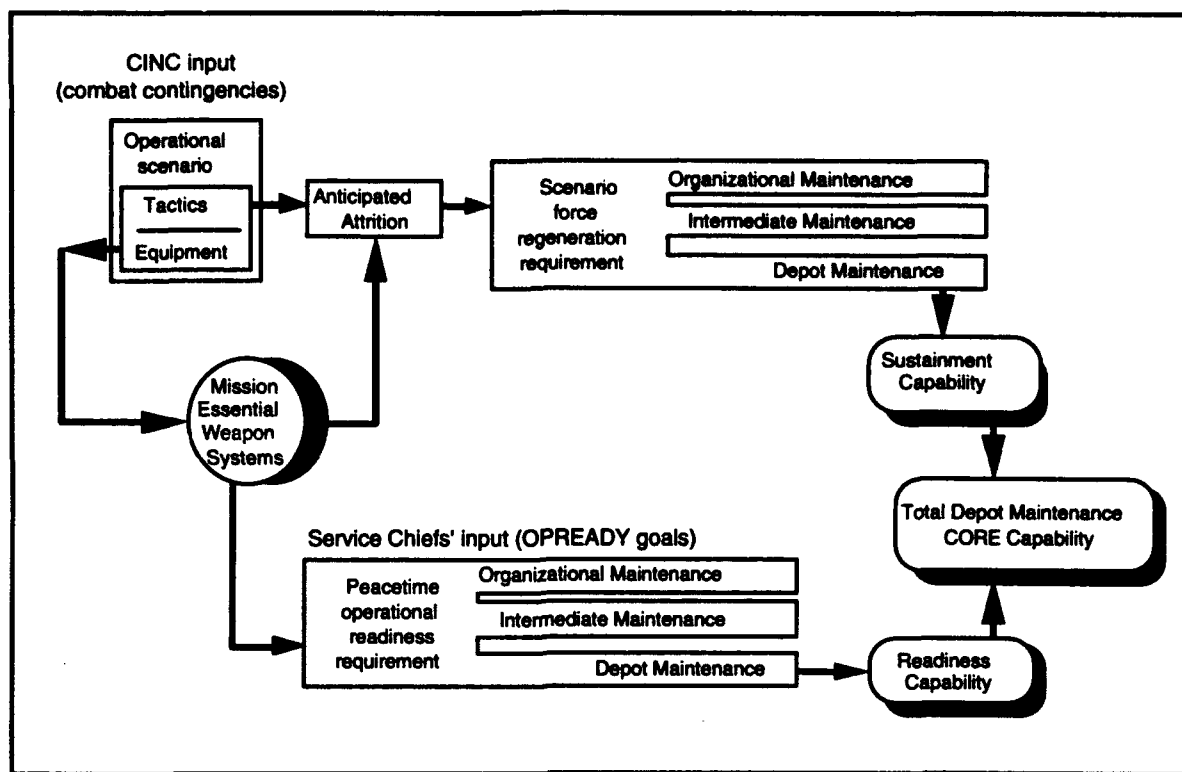 CINC input
(combat contingencies)
Operational
scenario
Tactics
Equipment
Anticipated
Attrition
Scenario
force
regeneration
requirement
Organizational Maintenance
Intermediate Maintenance
Depot Maintenance
Sustainment
Capability
Mission
Essential
Weapon
Systems
Total Depot Maintenance
CORE Capability
Service Chiefs' input (OPREADY goals)
Peacetime
operational
readiness
requirement
Organizational Maintenance
Intermediate Maintenance
Depot Maintenance
Readiness
Capability